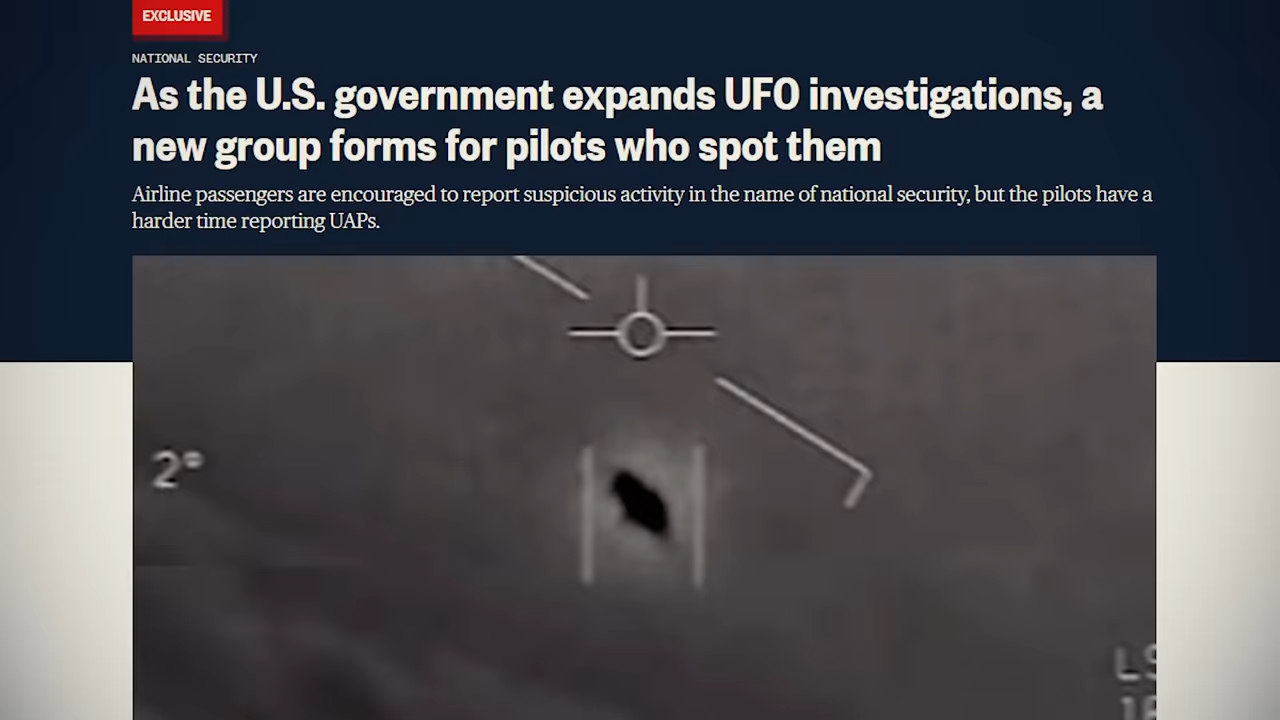 EXCLUSIVE
NATIONAL SECURITY
As the U.S. government expands UFO investigations, a
new group forms for pilots who spot them
Airline passengers are encouraged to report suspicious activity in the name of national security, but the pilots have a
harder time reporting UAPs.
2°